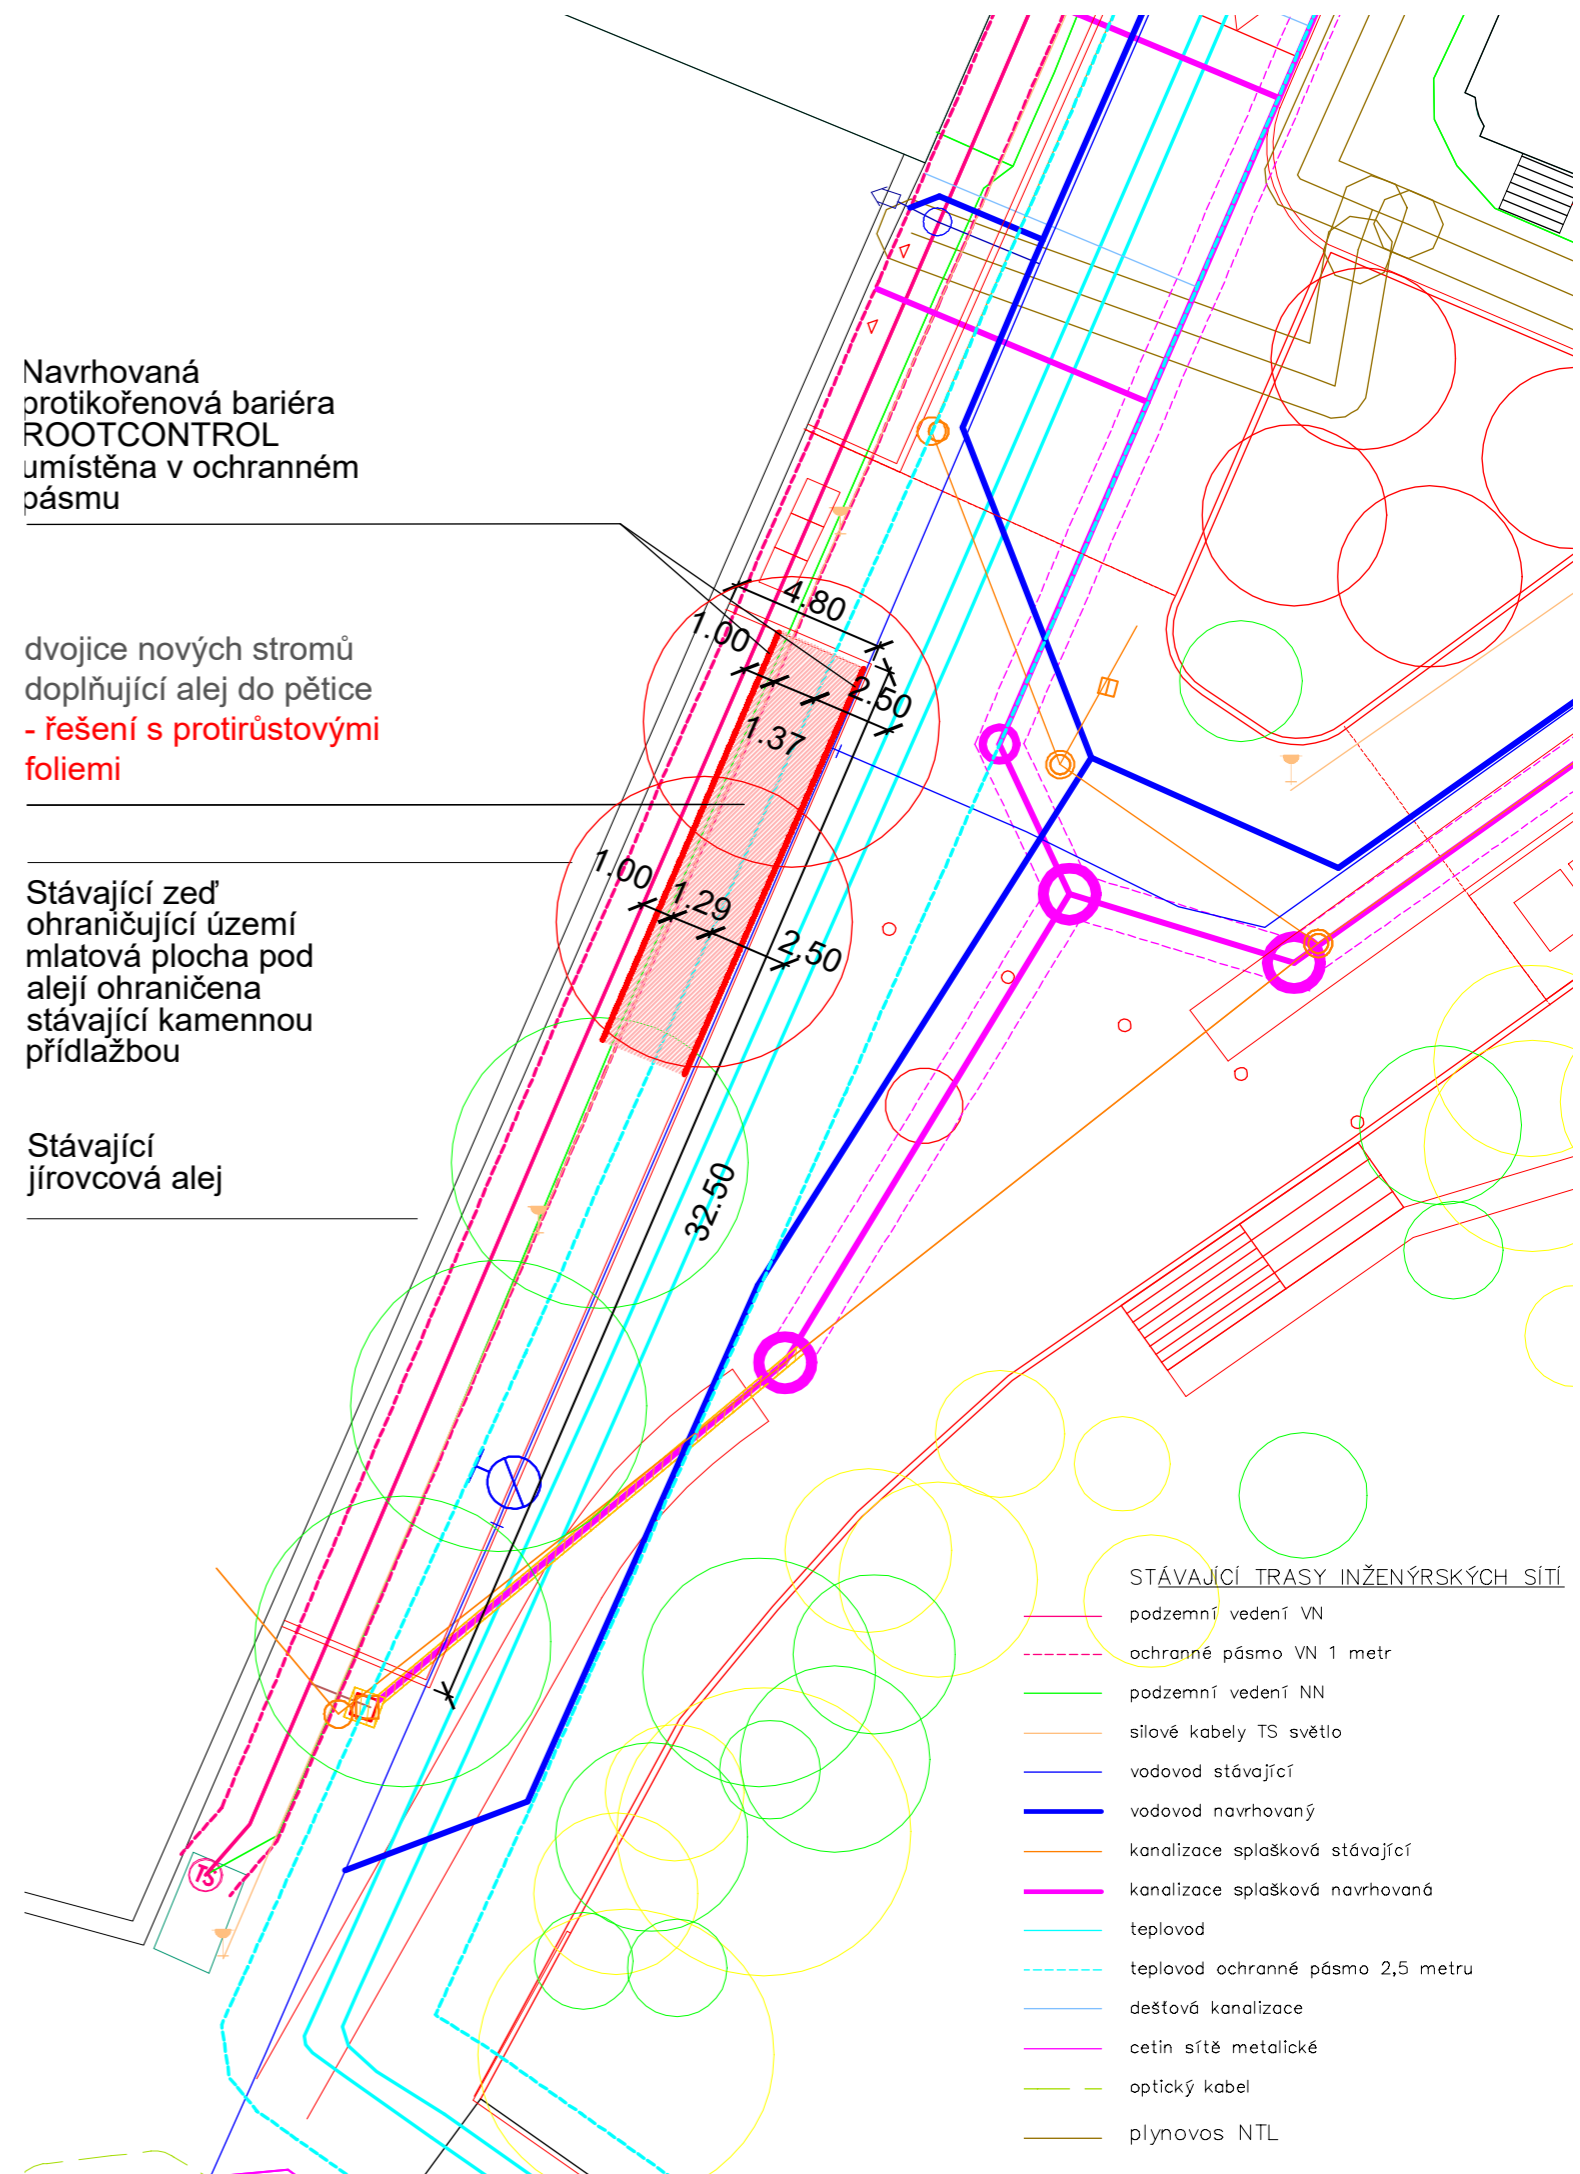 Navrhovaná
protikořenová bariéra
ROOTCONTROL
umístěna v ochranném
pásmu
dvojice nových stromů
doplňující alej do pětice
- řešení s protirůstovými
foliemi
Stávající zeď
ohraničující území
mlatová plocha pod
alejí ohraničena
stávající kamennou
přídlažbou
Stávající
jírovcová alej
4.80
1.00
2.50
1.37
1.00
1.29
2.50
32.50
TS
STÁVAJÍCÍ TRASY INŽENÝRSKÝCH SÍTÍ
podzemní vedení VN
ochranné pásmo VN 1 metr
podzemní vedení NN
silové kabely TS světlo
vodovod stávající
vodovod navrhovaný
kanalizace splašková stávající
kanalizace splašková navrhovaná
teplovod
teplovod ochranné pásmo 2,5 metru
dešťová kanalizace
cetin sítě metalické
optický kabel
plynovos NTL